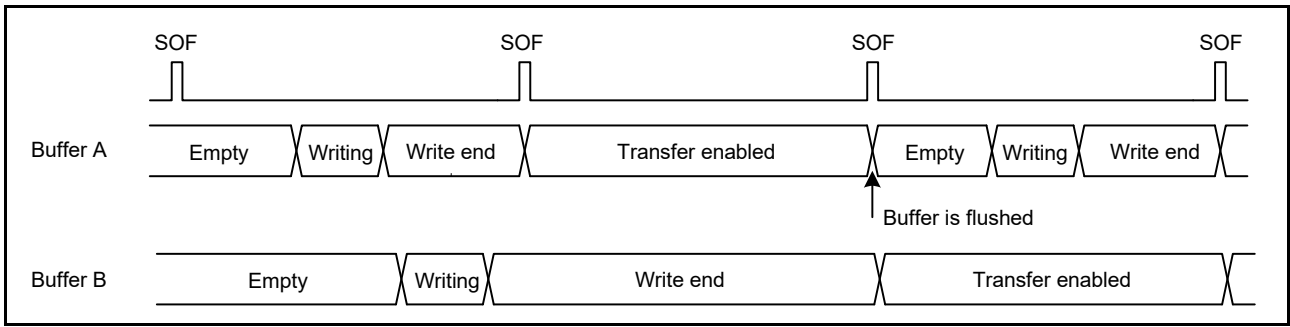 SOF SOF SOF SOF
Buffer A Empty Writing Write end Transfer enabled Empty Writing Write end
Buffer is flushed
Buffer B Empty Writing Write end Transfer enabled